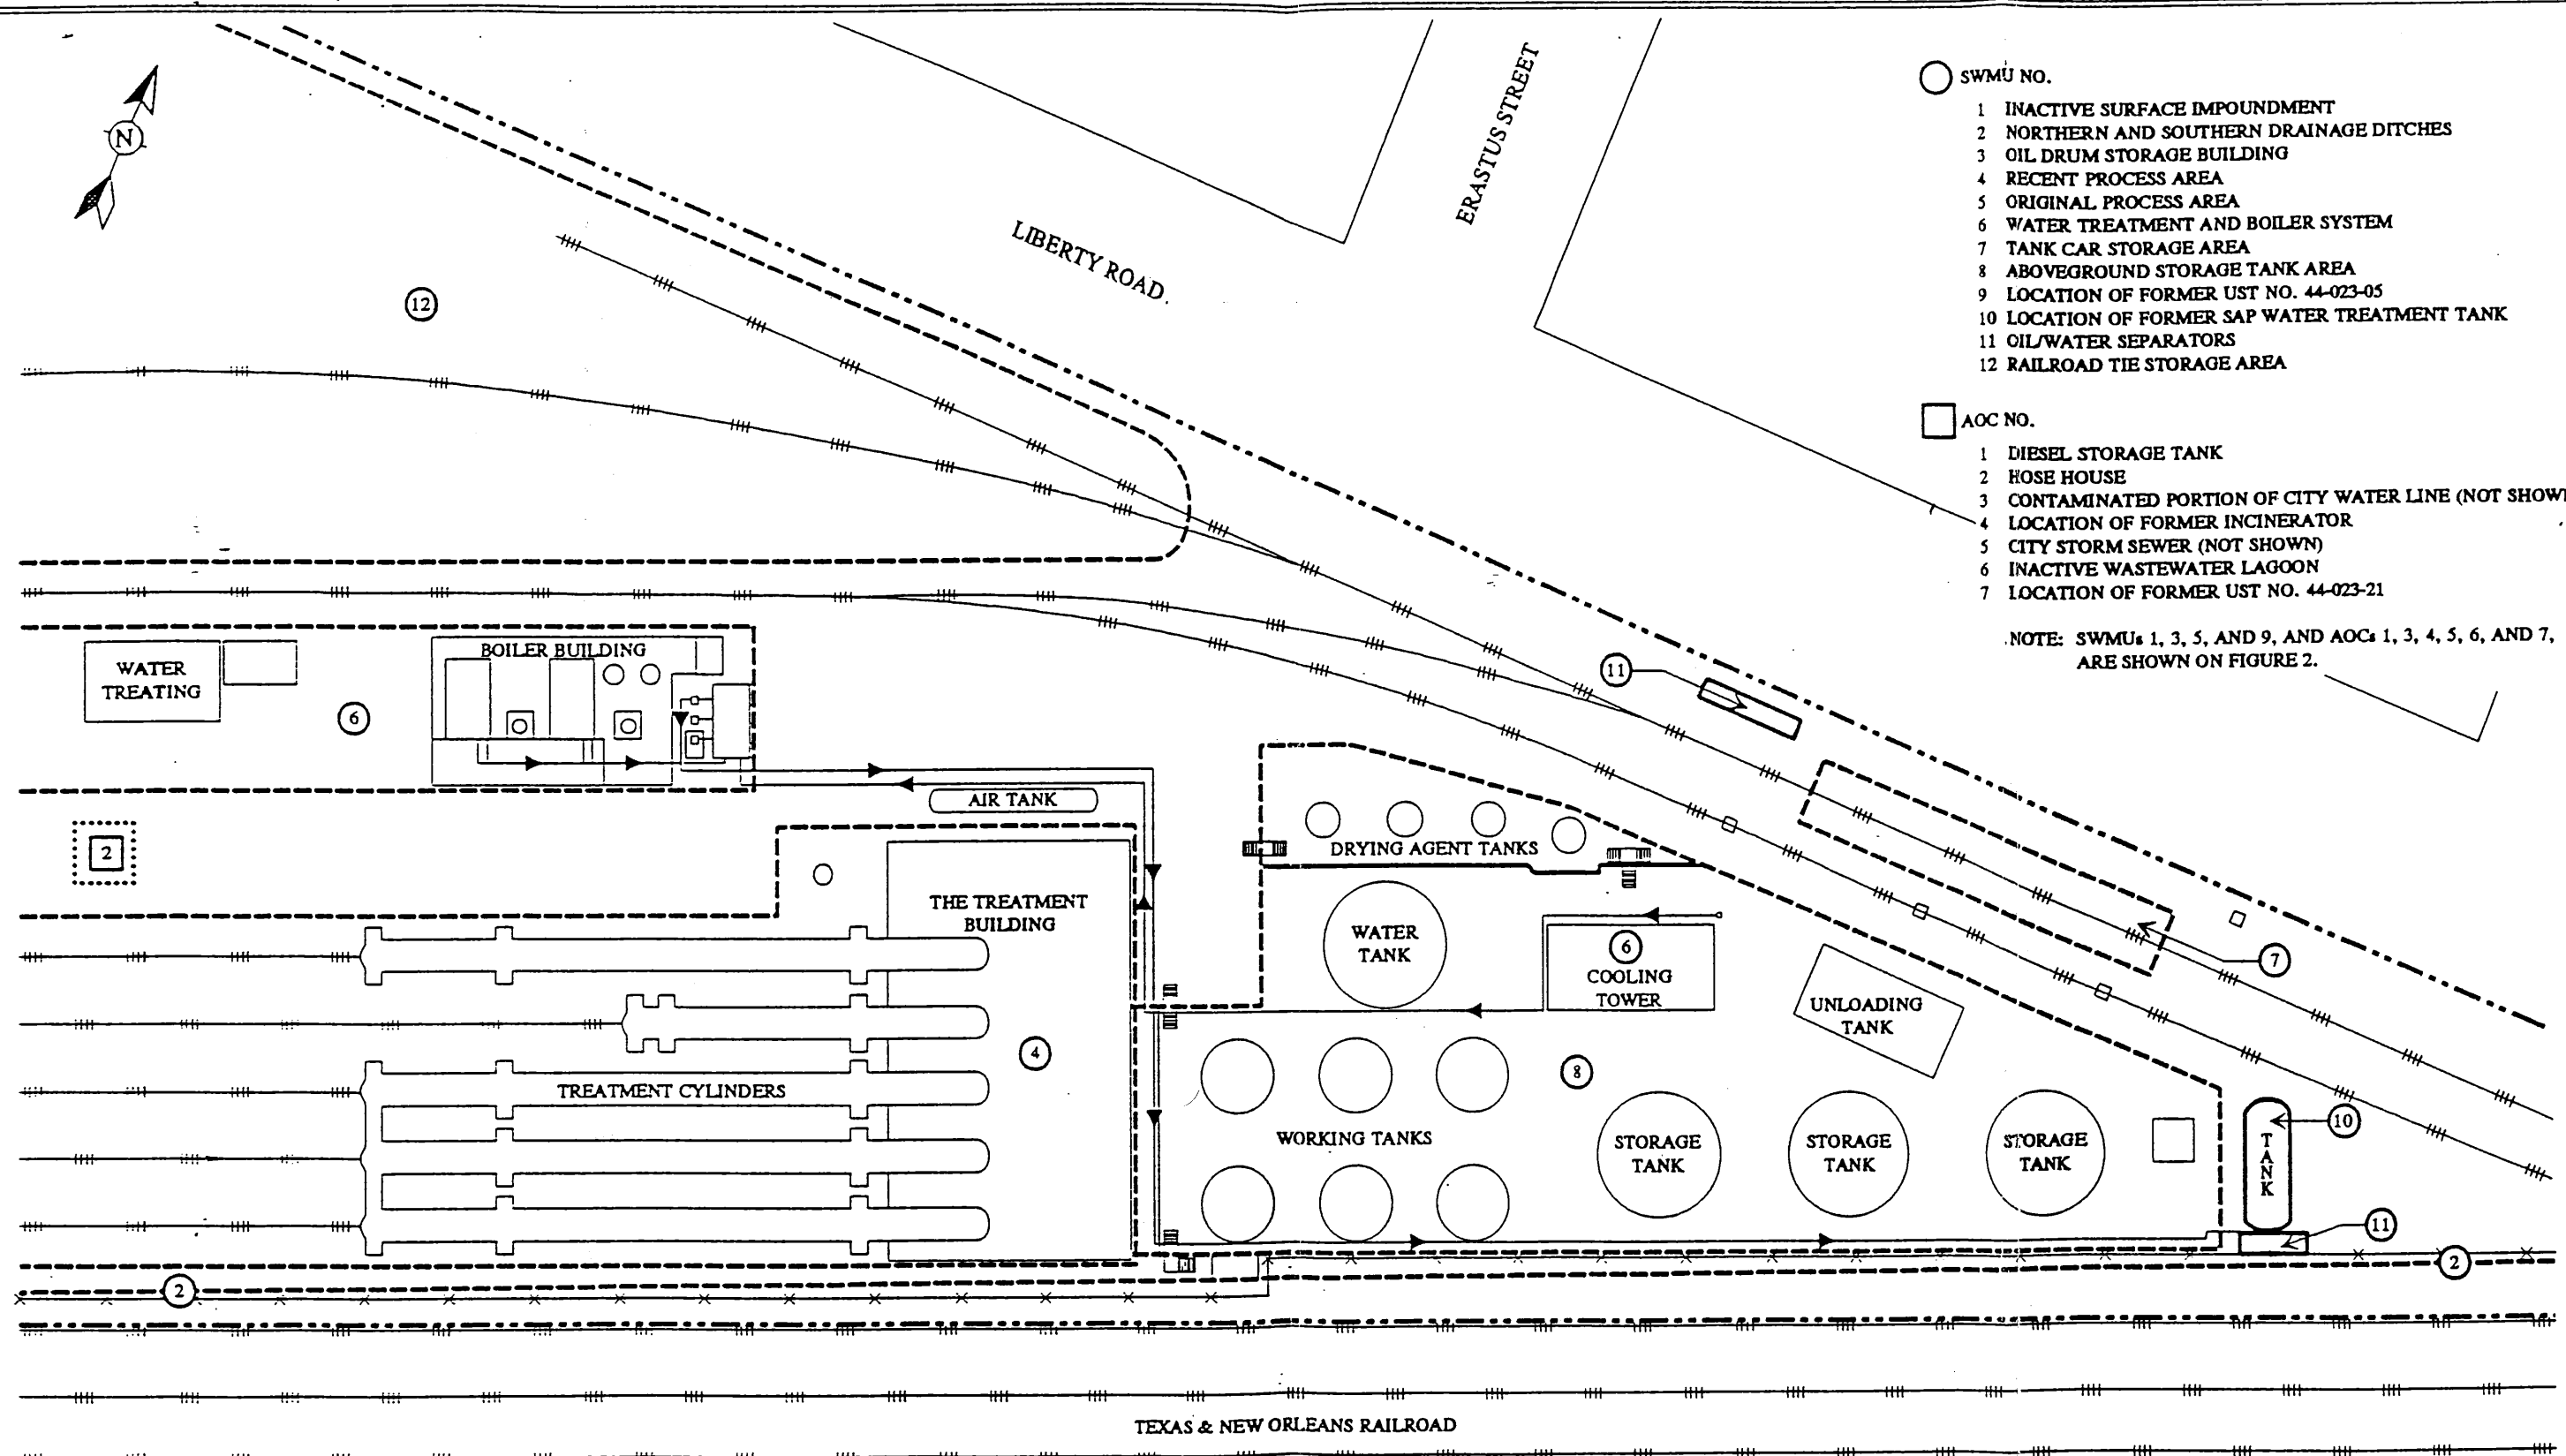 N
ERASTUS STREET
LIBERTY ROAD.
SWMU NO.
1 INACTIVE SURFACE IMPOUNDMENT
2 NORTHERN AND SOUTHERN DRAINAGE DITCHES
3 OIL DRUM STORAGE BUILDING
4 RECENT PROCESS AREA
5 ORIGINAL PROCESS AREA
6 WATER TREATMENT AND BOILER SYSTEM
7 TANK CAR STORAGE AREA
8 ABOVEGROUND STORAGE TANK AREA
9 LOCATION OF FORMER UST NO. 44-023-05
10 LOCATION OF FORMER SAP WATER TREATMENT TANK
11 OIL/WATER SEPARATORS
12 RAILROAD TIE STORAGE AREA
AOC NO.
1 DIESEL STORAGE TANK
2 HOSE HOUSE
3 CONTAMINATED PORTION OF CITY WATER LINE (NOT SHOWN
4 LOCATION OF FORMER INCINERATOR
5 CITY STORM SEWER (NOT SHOWN)
6 INACTIVE WASTEWATER LAGOON
7 LOCATION OF FORMER UST NO. 44-023-21
NOTE: SWMUs 1, 3, 5, AND 9, AND AOCs 1, 3, 4, 5, 6, AND 7,
ARE SHOWN ON FIGURE 2.
12
WATER
TREATING
6
BOILER BUILDING
11
AIR TANK
2
DRYING AGENT TANKS
THE TREATMENT
BUILDING
WATER
TANK
6
COOLING
TOWER
7
UNLOADING
TANK
4
8
TREATMENT CYLINDERS
WORKING TANKS
STORAGE
TANK
STORAGE
TANK
STORAGE
TANK
10
TANK
11
2
2
TEXAS & NEW ORLEANS RAILROAD